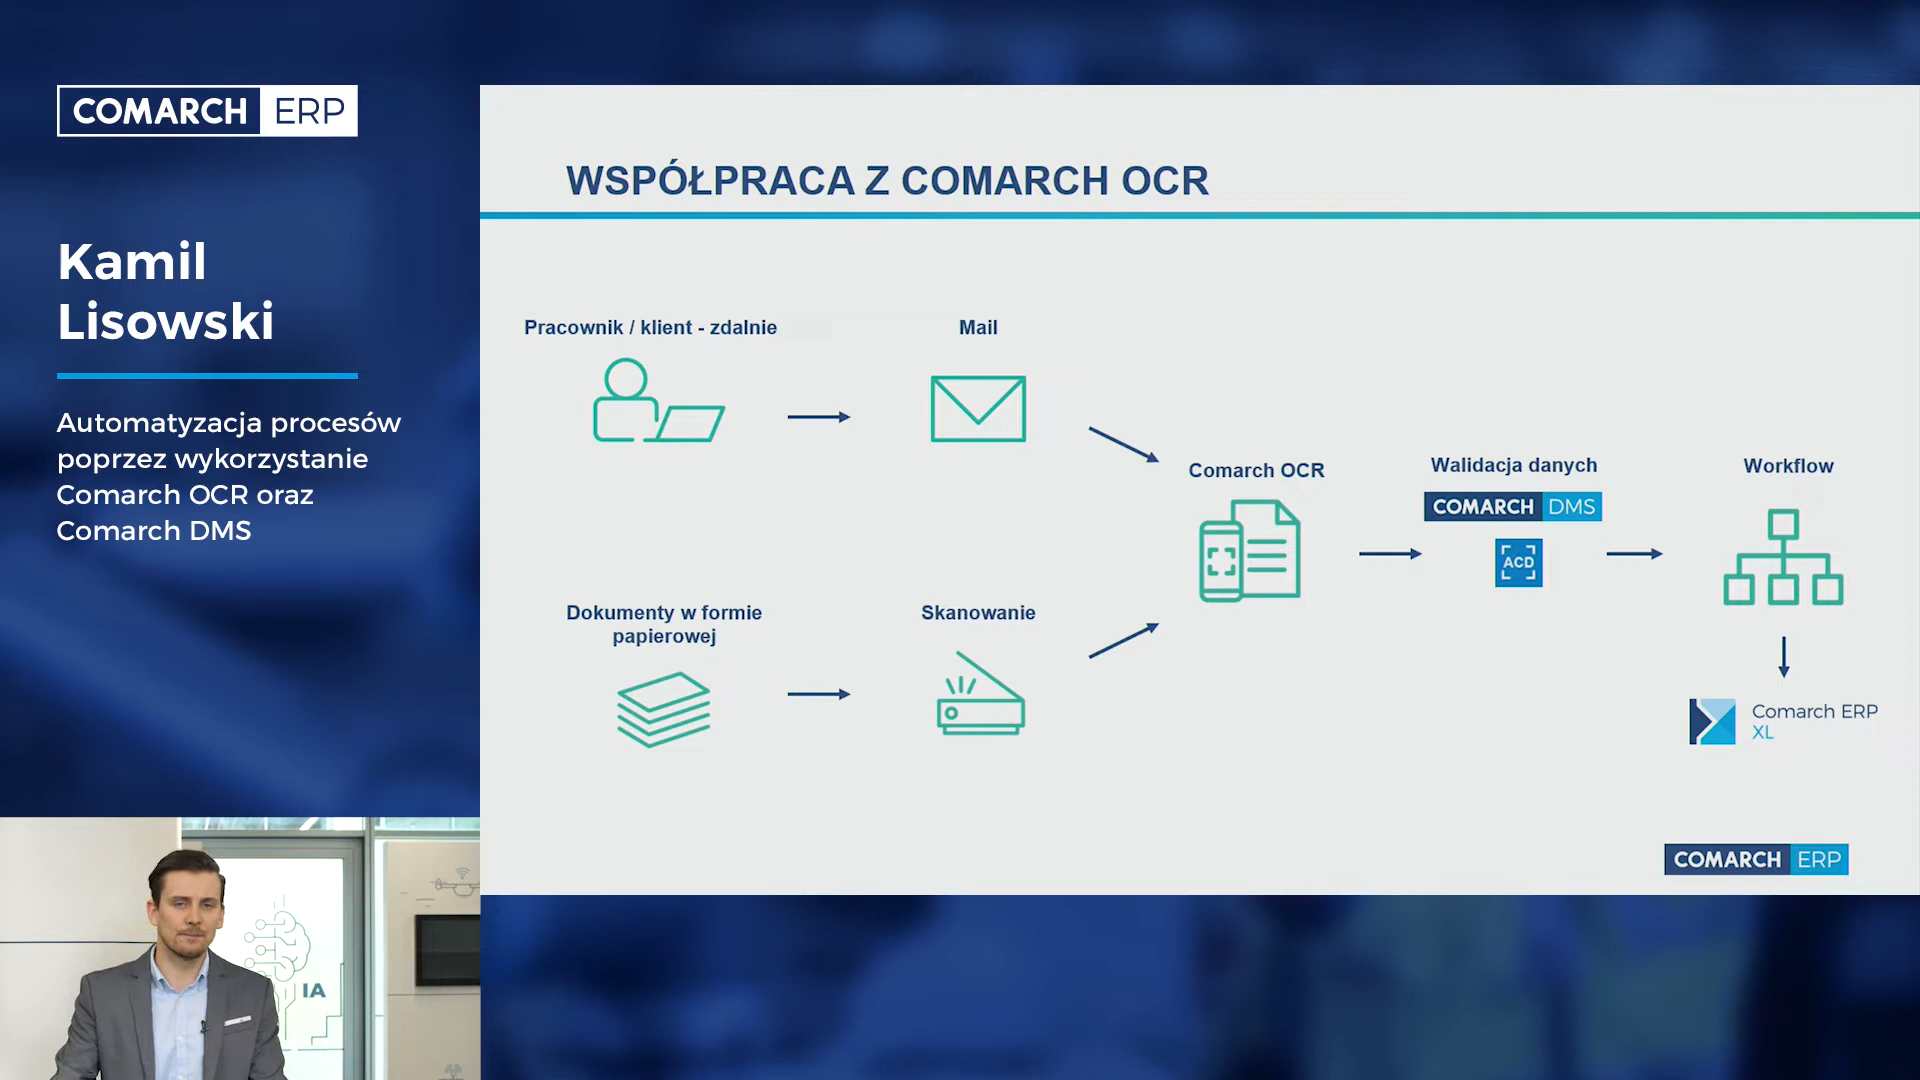 COMARCH ERP
Kamil
Lisowski
Automatyzacja procesów
poprzez wykorzystanie
Comarch OCR oraz
Comarch DMS
WSPÓŁPRACA Z COMARCH OCR
Pracownik / klient - zdalnie
Mail
Comarch OCR
Walidacja danych
COMARCH DMS
ACD
Workflow
Dokumenty w formie
papierowej
Skanowanie
Comarch ERP
XL
COMARCH ERP
IA